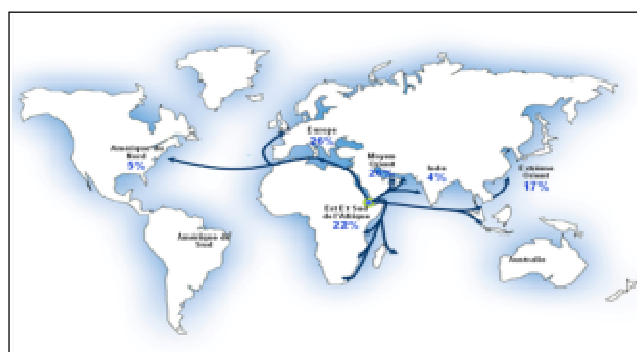 Amérique du
Nord
5%
Europe
26%
Moyen
Orient
Inde
4%
Extrême
Orient
17%
Est Et Sud
de l'Afrique
22%
Amérique du
Sud
Australie